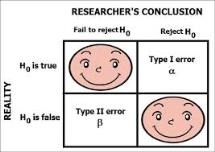 RESEARCHER'S CONCLUSION
Fail to reject H0
Reject H0
REALITY
H0 is true
Type I error
α
H0 is false
Type II error
β